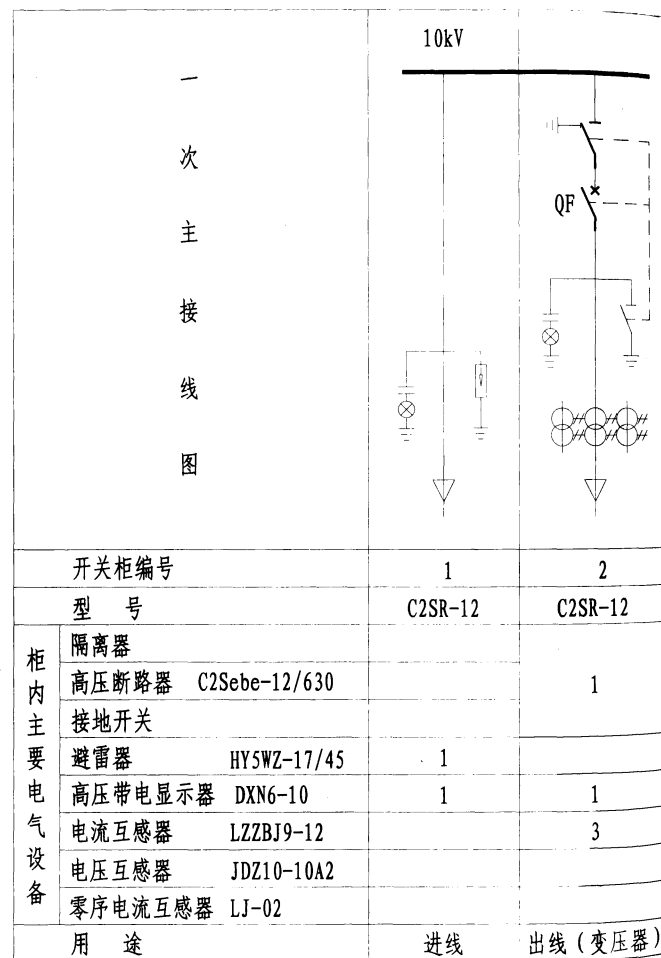 一次主接线图
10kV
QF
开关柜编号 1 2
型 号 C2SR-12 C2SR-12
柜内主要电气设备
隔离器
高压断路器 C2Sebe-12/630 1
接地开关
避雷器 HY5WZ-17/45 1
高压带电显示器 DXN6-10 1 1
电流互感器 LZZBJ9-12 3
电压互感器 JDZ10-10A2
零序电流互感器 LJ-02
用 途 进线 出线(变压器)